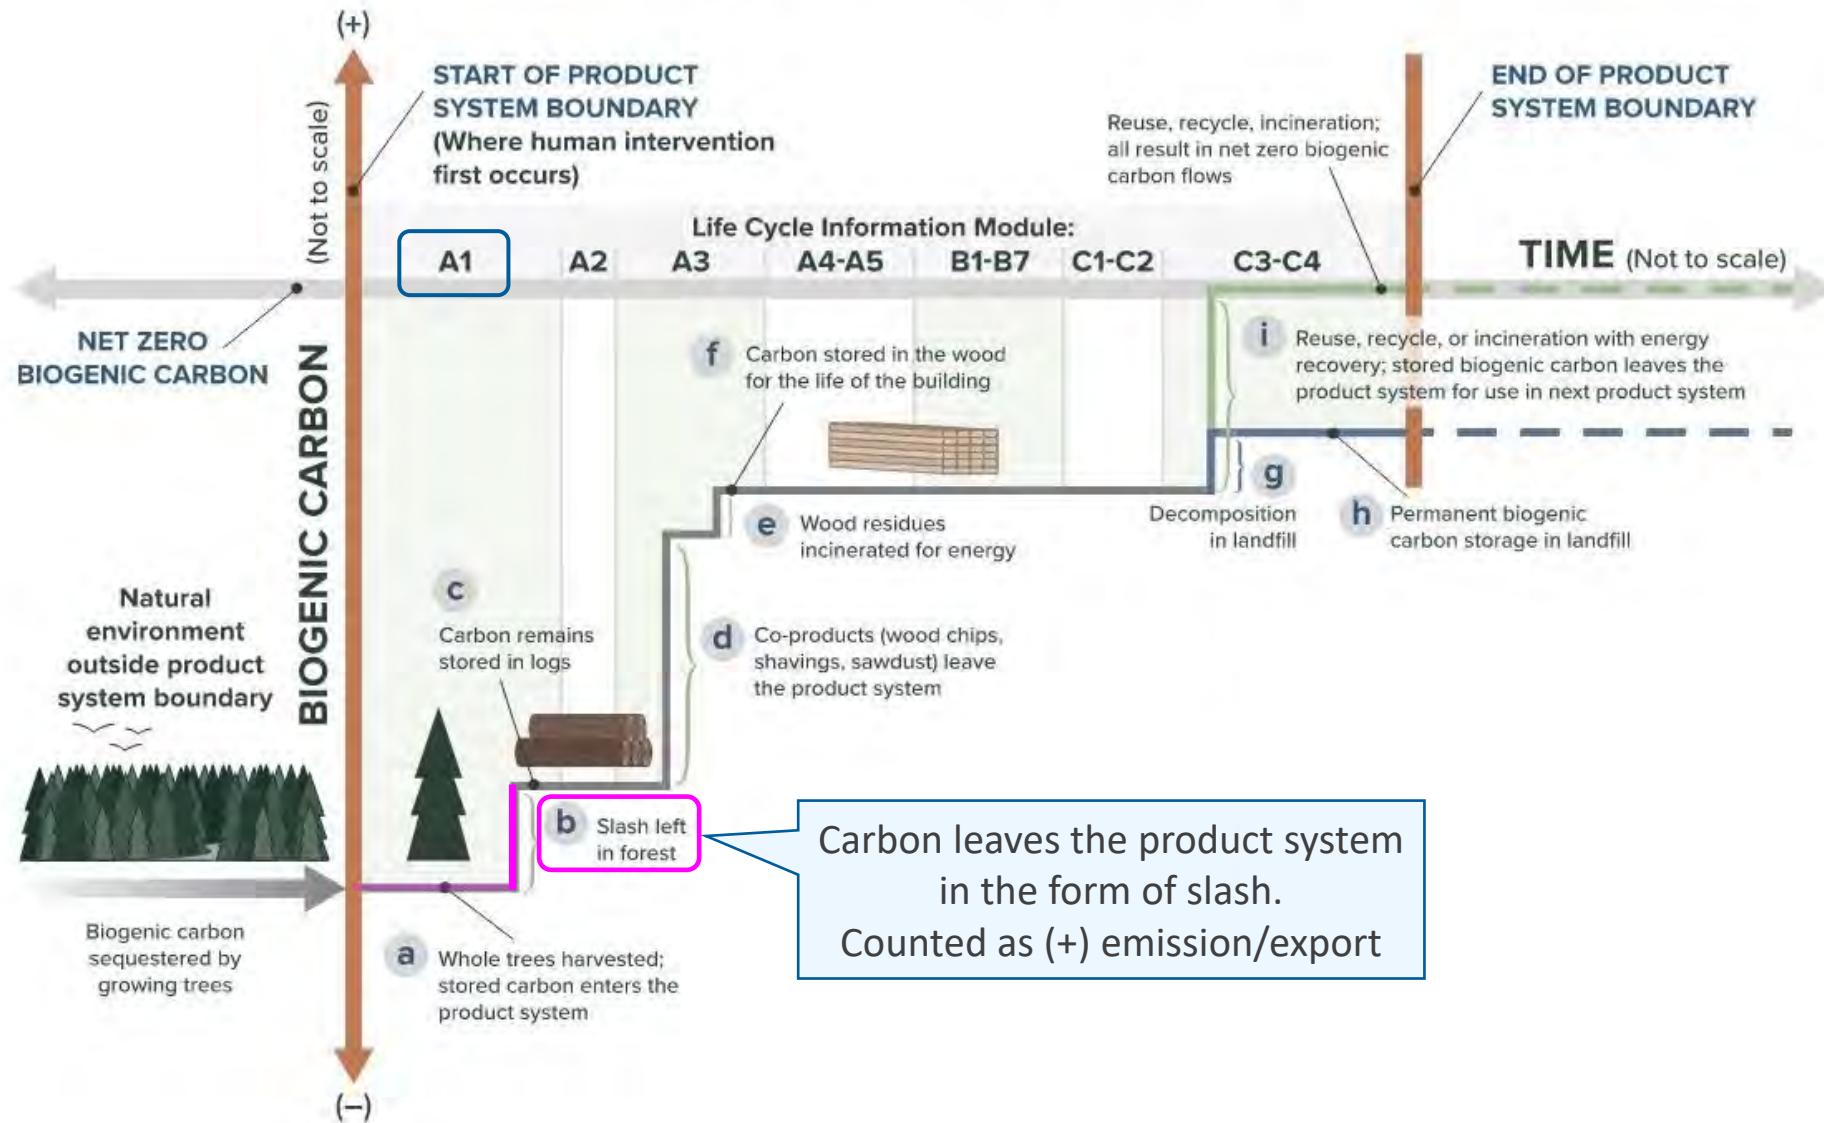 (+)
START OF PRODUCT
SYSTEM BOUNDARY
(Where human intervention
first occurs)
(Not to scale)
END OF PRODUCT
SYSTEM BOUNDARY
Reuse, recycle, incineration;
all result in net zero biogenic
carbon flows
Life Cycle Information Module:
A1
A2
A3
A4-A5
B1-B7
C1-C2
C3-C4
TIME (Not to scale)
NET ZERO
BIOGENIC CARBON
BIOGENIC CARBON
f
Carbon stored in the wood
for the life of the building
i
Reuse, recycle, or incineration with energy
recovery; stored biogenic carbon leaves the
product system for use in next product system
g
Decomposition
in landfill
h
Permanent biogenic
carbon storage in landfill
e
Wood residues
incinerated for energy
Natural
environment
outside product
system boundary
c
Carbon remains
stored in logs
d
Co-products (wood chips,
shavings, sawdust) leave
the product system
b
Slash left
in forest
Carbon leaves the product system
in the form of slash.
Counted as (+) emission/export
Biogenic carbon
sequestered by
growing trees
a
Whole trees harvested;
stored carbon enters the
product system
(–)